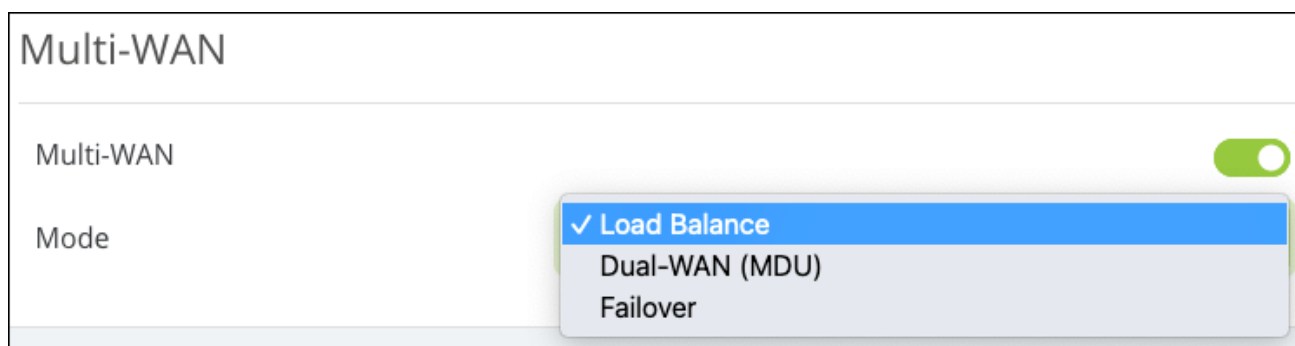 Multi-WAN
Multi-WAN
Mode
✓ Load Balance
Dual-WAN (MDU)
Failover